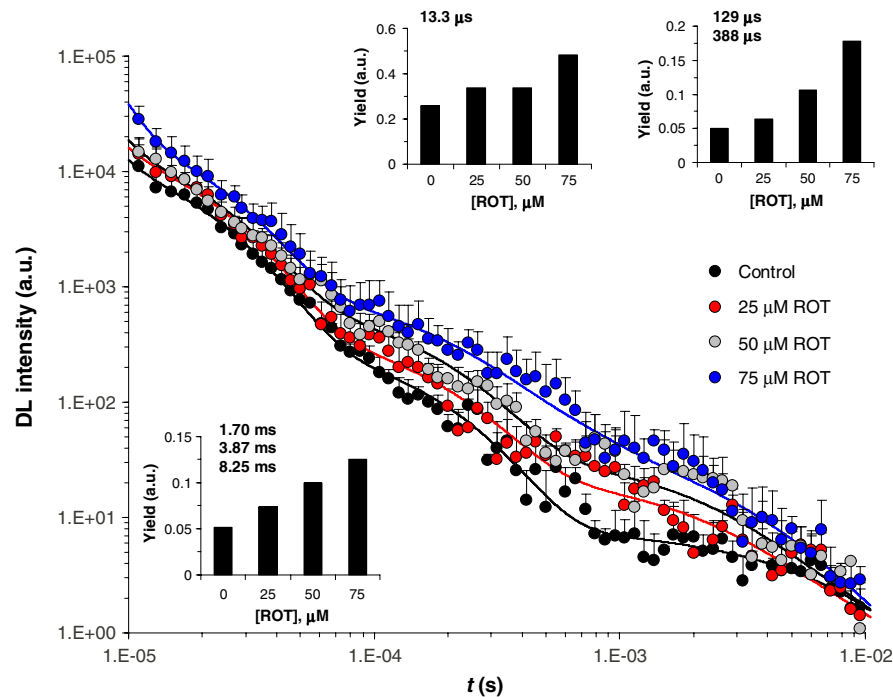 13.3 µs
0.6
0.4
0.2
0
Yield (a.u.)
0
25
50
75
[ROT], µM
129 µs
388 µs
0.2
0.15
0.1
0.05
0
Yield (a.u.)
0
25
50
75
[ROT], µM
1.E+05
1.E+04
1.E+03
1.E+02
1.E+01
1.E+00
DL intensity (a.u.)
Control
25 µM ROT
50 µM ROT
75 µM ROT
1.70 ms
3.87 ms
8.25 ms
0.15
0.1
0.05
0
Yield (a.u.)
0
25
50
75
[ROT], µM
1.E-05
1.E-04
1.E-03
1.E-02
t (s)